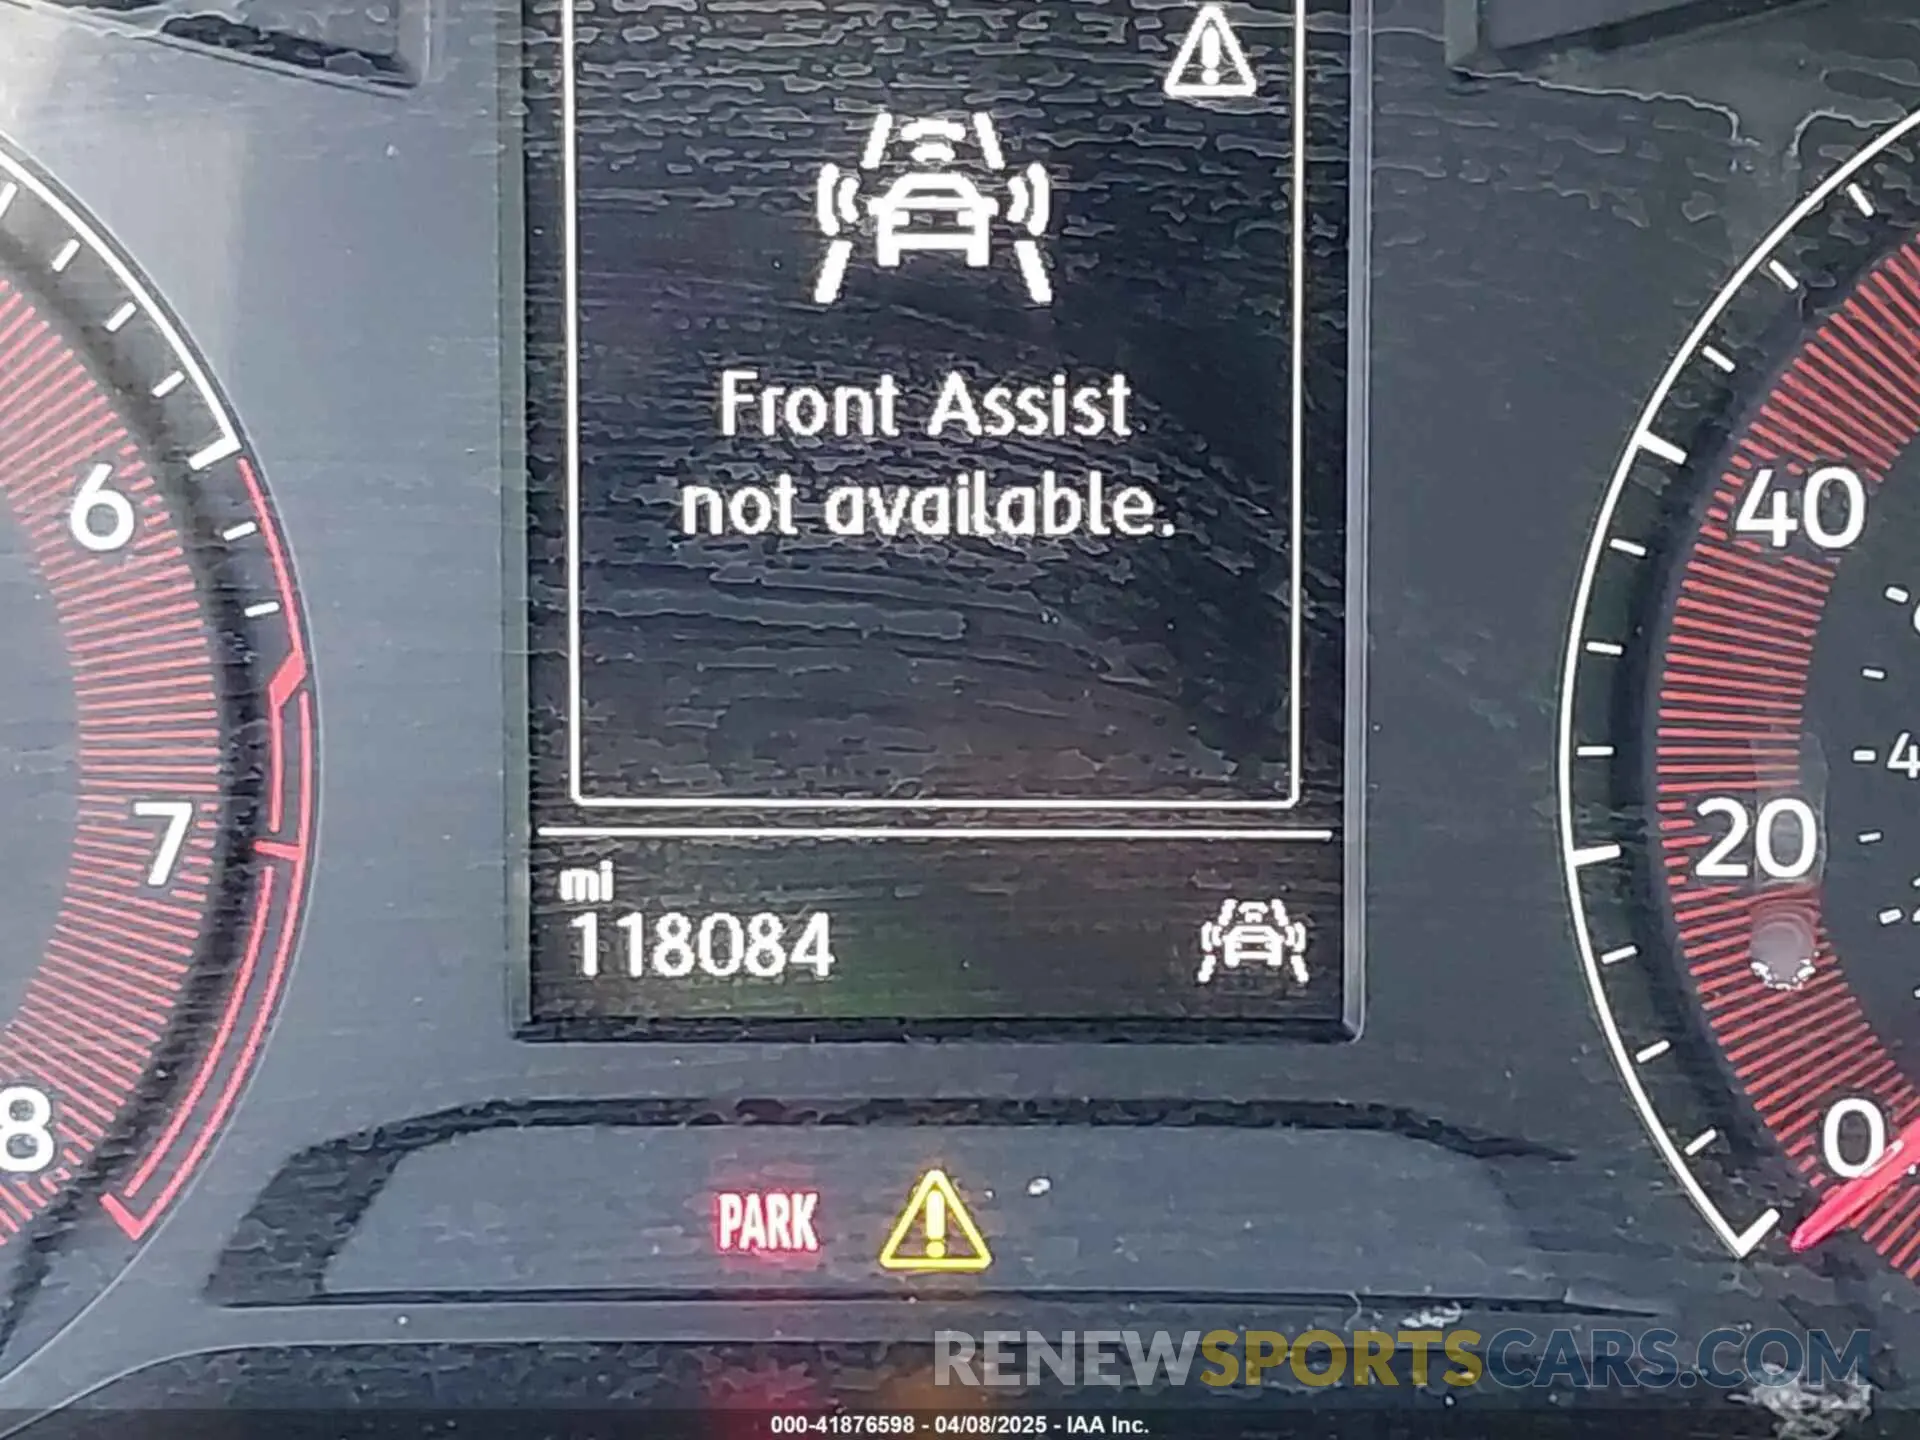 Front Assist
not available.
mi
118084
6
7
8
40
20
0
4
PARK
RENEWSPORTSCARS.COM
000-41876598 - 04/08/2025 - IAA Inc.